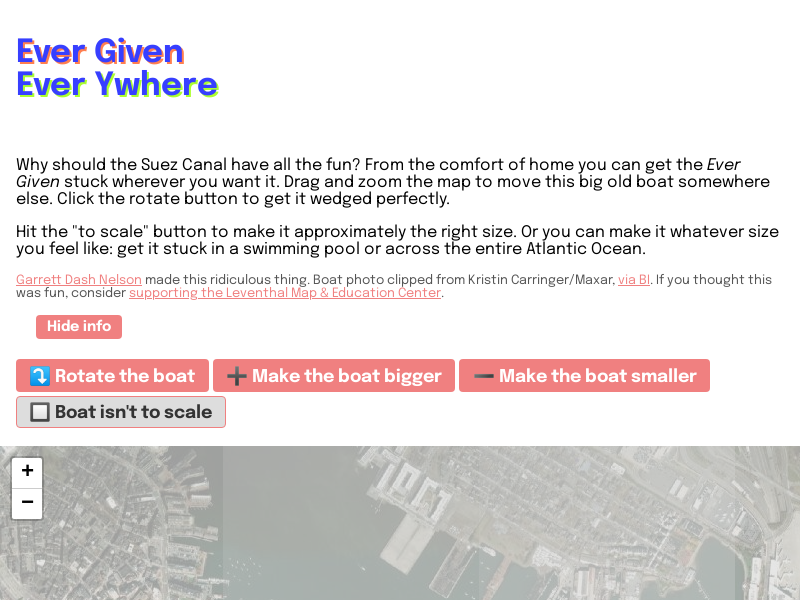 Ever Given
Ever Ywhere
Why should the Suez Canal have all the fun? From the comfort of home you can get the Ever
Given stuck wherever you want it. Drag and zoom the map to move this big old boat somewhere
else. Click the rotate button to get it wedged perfectly.
Hit the "to scale" button to make it approximately the right size. Or you can make it whatever size
you feel like: get it stuck in a swimming pool or across the entire Atlantic Ocean.
Garrett Dash Nelson made this ridiculous thing. Boat photo clipped from Kristin Carringer/Maxar, via BI. If you thought this
was fun, consider supporting the Leventhal Map & Education Center.
Hide info
⤵️ Rotate the boat ➕ Make the boat bigger ➖ Make the boat smaller
🔲 Boat isn't to scale
+
−